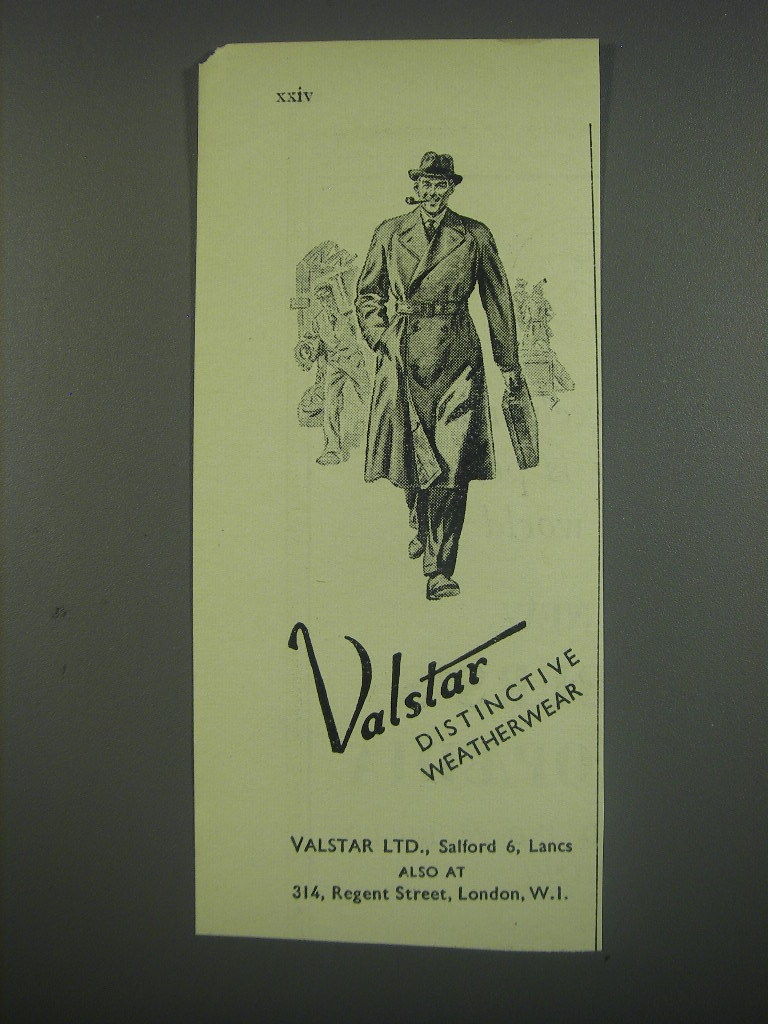 xxiv
Valstar
DISTINCTIVE
WEATHERWEAR
VALSTAR LTD., Salford 6, Lancs
ALSO AT
314, Regent Street, London, W.I.